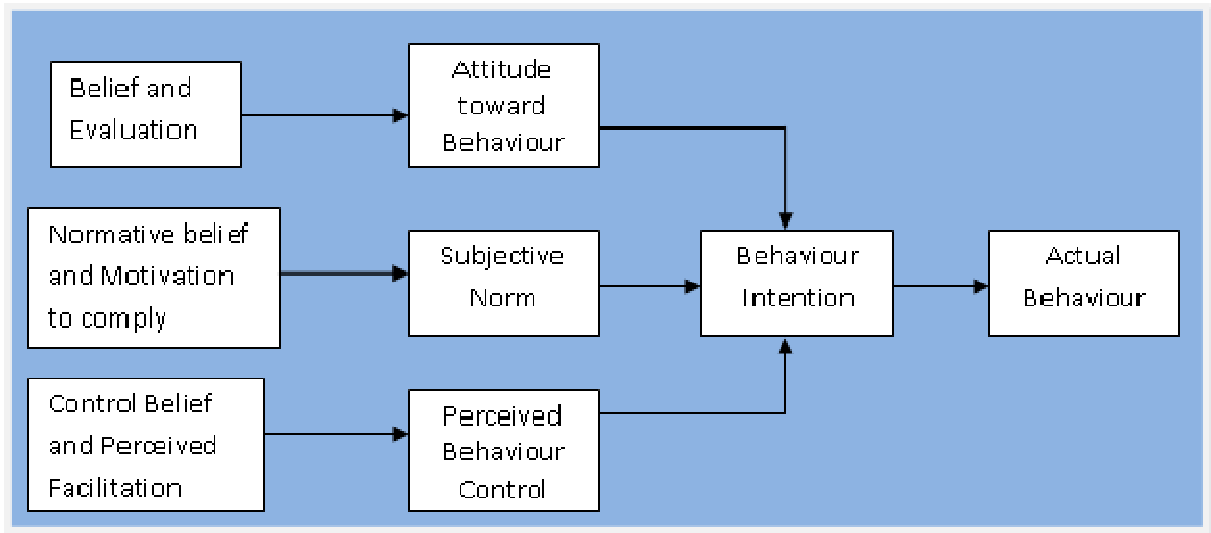 Belief and
Evaluation
Attitude
toward
Behaviour
Normative belief
and Motivation
to comply
Subjective
Norm
Behaviour
Intention
Actual
Behaviour
Control Belief
and Perceived
Facilitation
Perceived
Behaviour
Control